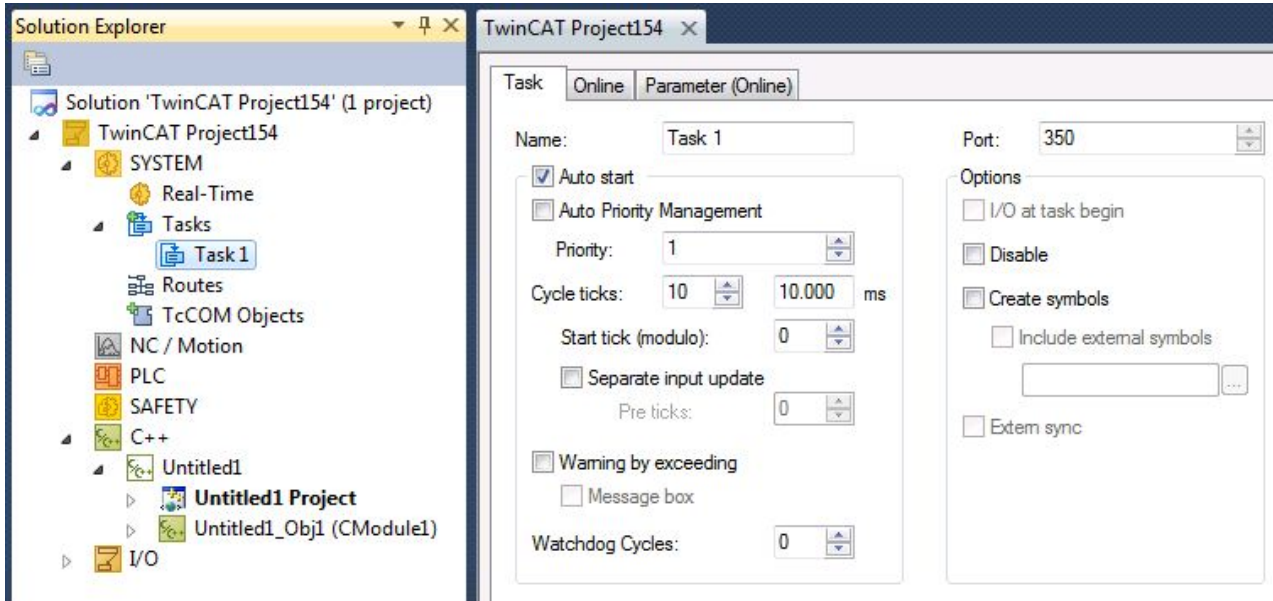 Solution Explorer
Solution 'TwinCAT Project154' (1 project)
TwinCAT Project154
SYSTEM
Real-Time
Tasks
Task 1
Routes
TcCOM Objects
NC / Motion
PLC
SAFETY
C++
Untitled1
Untitled1 Project
Untitled1_Obj1 (CModule1)
I/O
TwinCAT Project154
Task Online Parameter (Online)
Name: Task 1
Auto start
Auto Priority Management
Priority: 1
Cycle ticks: 10 10.000 ms
Start tick (modulo): 0
Separate input update
Pre ticks: 0
Warning by exceeding
Message box
Watchdog Cycles: 0
Port: 350
Options
I/O at task begin
Disable
Create symbols
Include external symbols
...
Extern sync